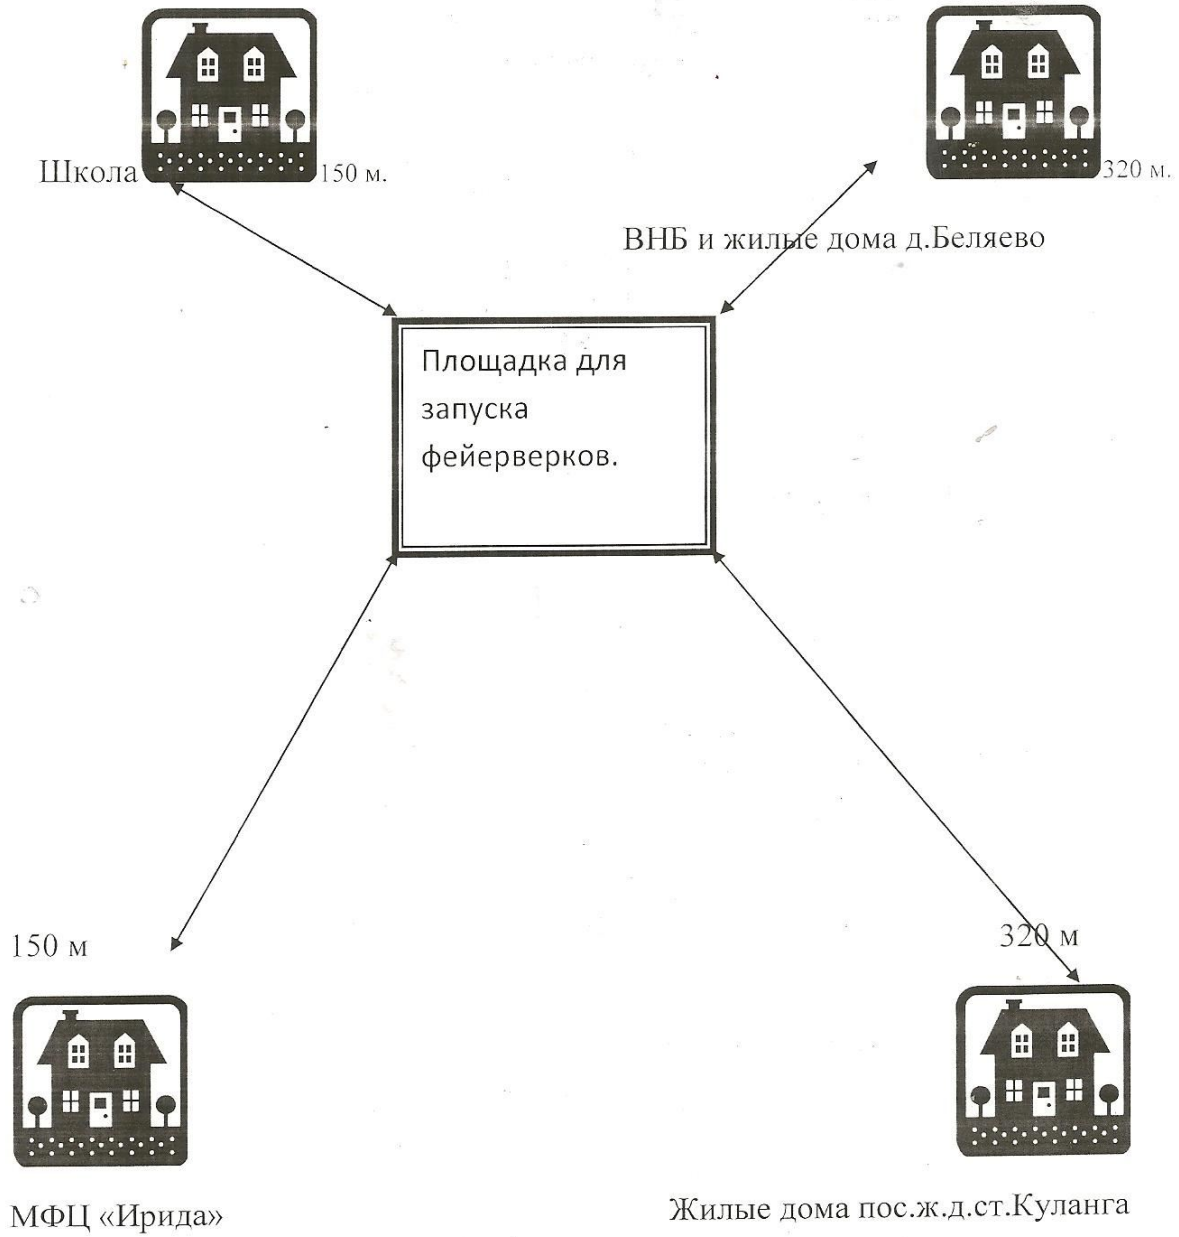 Школа
150 м.
320 м.
ВНБ и жилые дома д.Беляево
Площадка для
запуска
фейерверков.
150 м
320 м
МФЦ «Ирида»
Жилые дома пос.ж.д.ст.Куланга